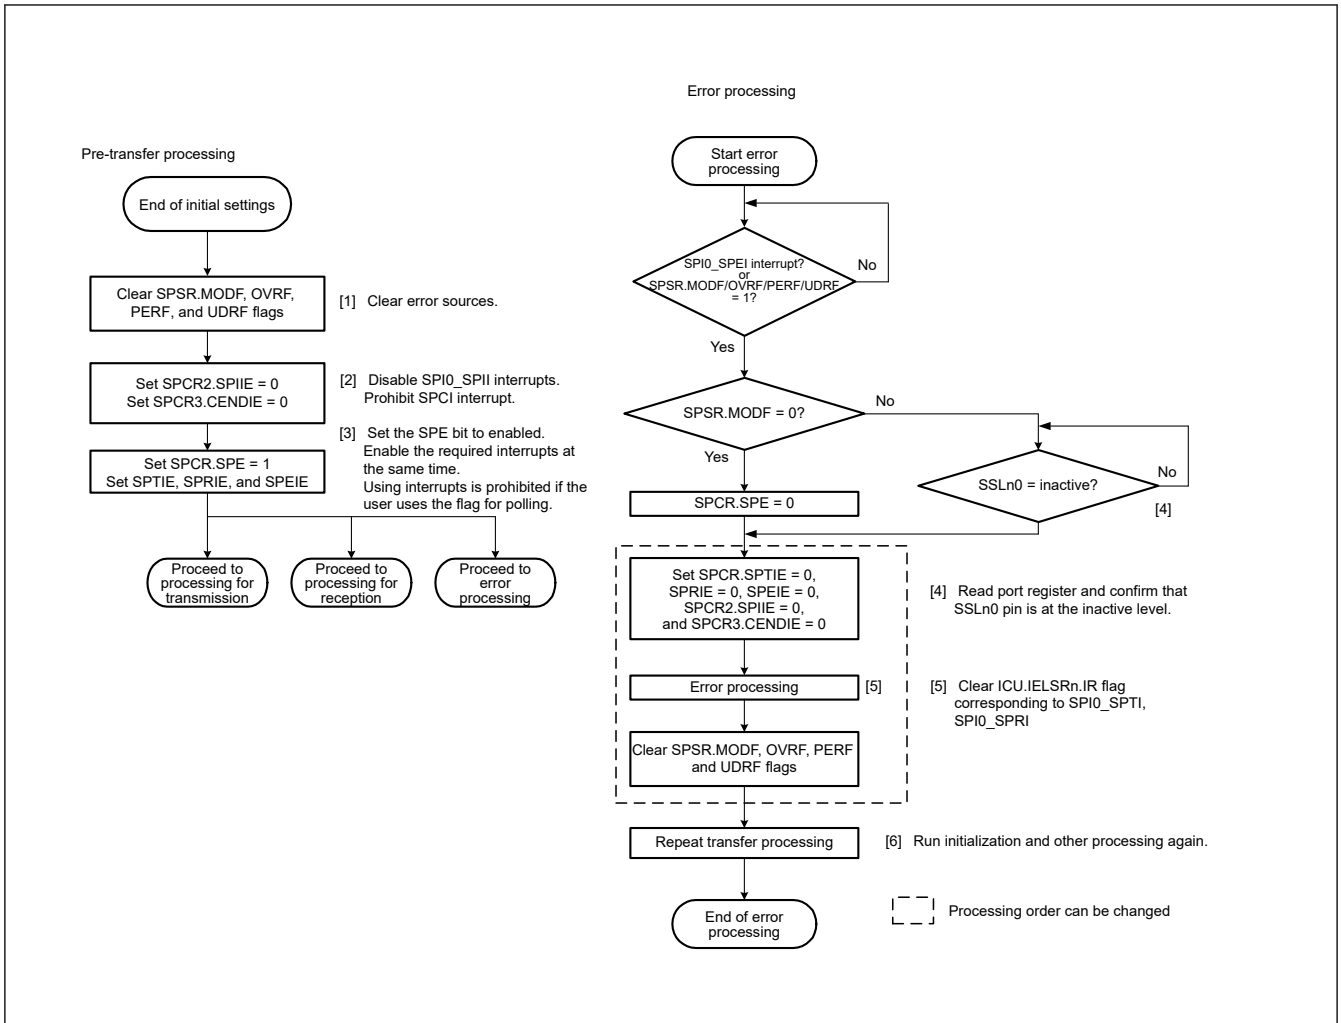 Pre-transfer processing
End of initial settings
Clear SPSR.MODF, OVRF,
PERF, and UDRF flags
[1] Clear error sources.
Set SPCR2.SPIIE = 0
Set SPCR3.CENDIE = 0
[2] Disable SPI0_SPII interrupts.
Prohibit SPCI interrupt.
Set SPCR.SPE = 1
Set SPTIE, SPRIE, and SPEIE
[3] Set the SPE bit to enabled.
Enable the required interrupts at
the same time.
Using interrupts is prohibited if the
user uses the flag for polling.
Proceed to
processing for
transmission
Proceed to
processing for
reception
Proceed to
error
processing
Error processing
Start error
processing
SPI0_SPEI interrupt?
or
SPSR.MODF/OVRF/PERF/UDRF
= 1?
No
Yes
SPSR.MODF = 0?
No
Yes
SSLn0 = inactive?
No
[4]
SPCR.SPE = 0
Set SPCR.SPTIE = 0,
SPRIE = 0, SPEIE = 0,
SPCR2.SPIIE = 0,
and SPCR3.CENDIE = 0
[4] Read port register and confirm that
SSLn0 pin is at the inactive level.
Error processing
[5]
[5] Clear ICU.IELSRn.IR flag
corresponding to SPI0_SPTI,
SPI0_SPRI
Clear SPSR.MODF, OVRF, PERF
and UDRF flags
Repeat transfer processing
[6] Run initialization and other processing again.
End of error
processing
Processing order can be changed